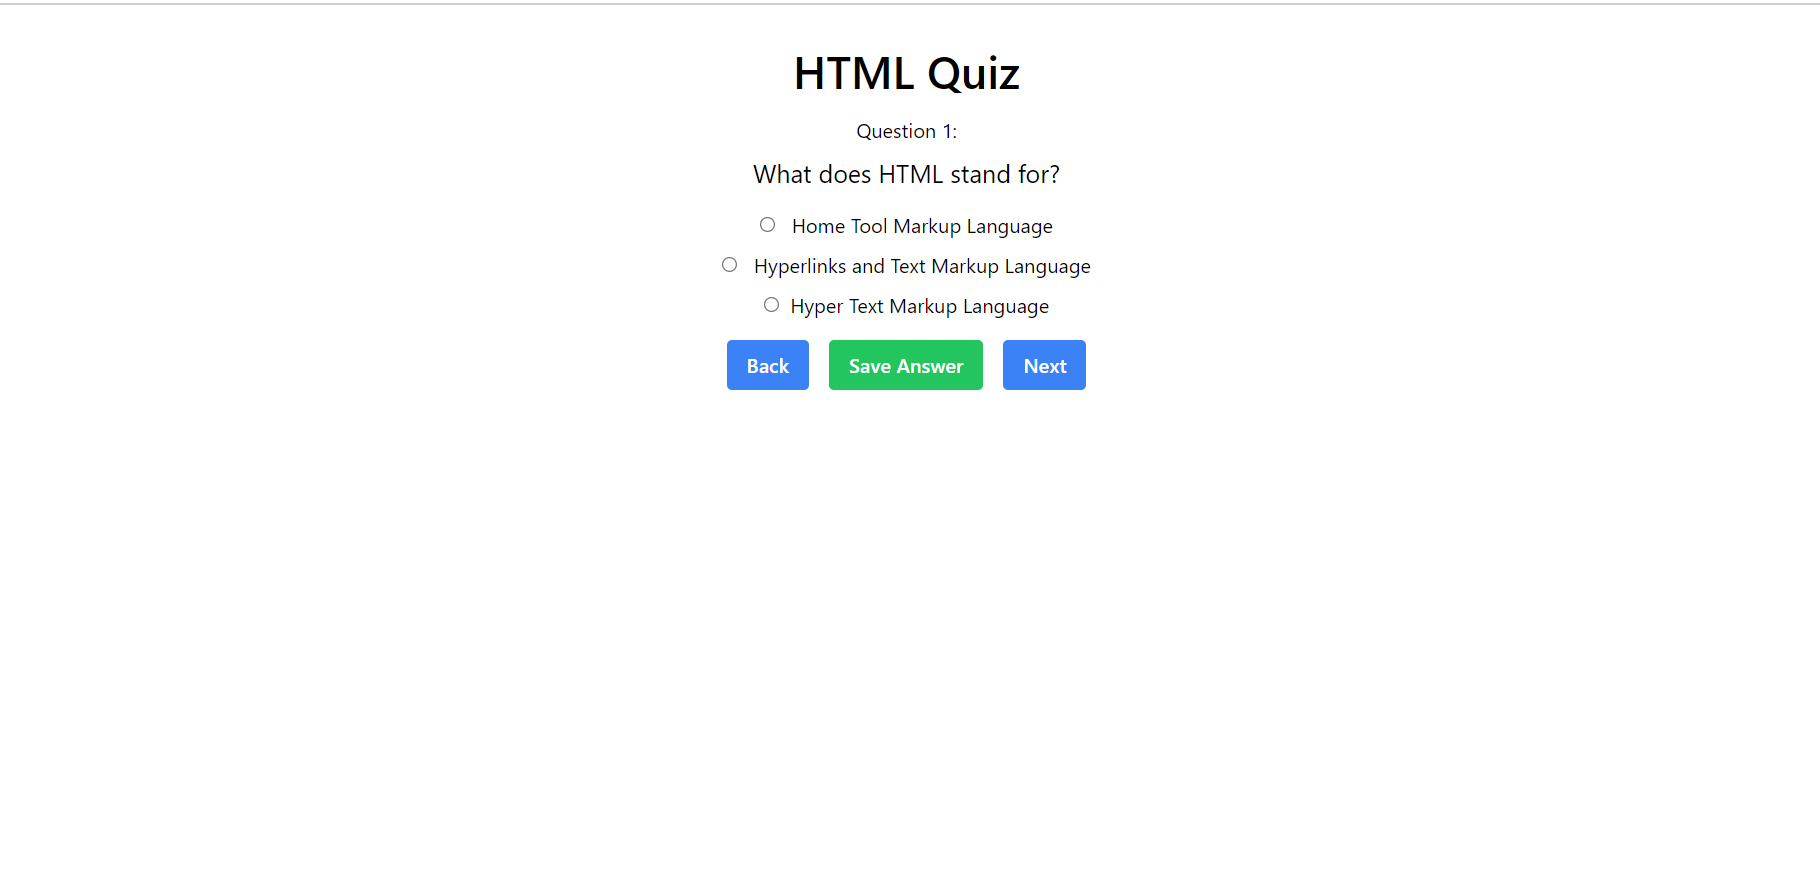 HTML Quiz
Question 1:
What does HTML stand for?
Home Tool Markup Language
Hyperlinks and Text Markup Language
Hyper Text Markup Language
Back Save Answer Next